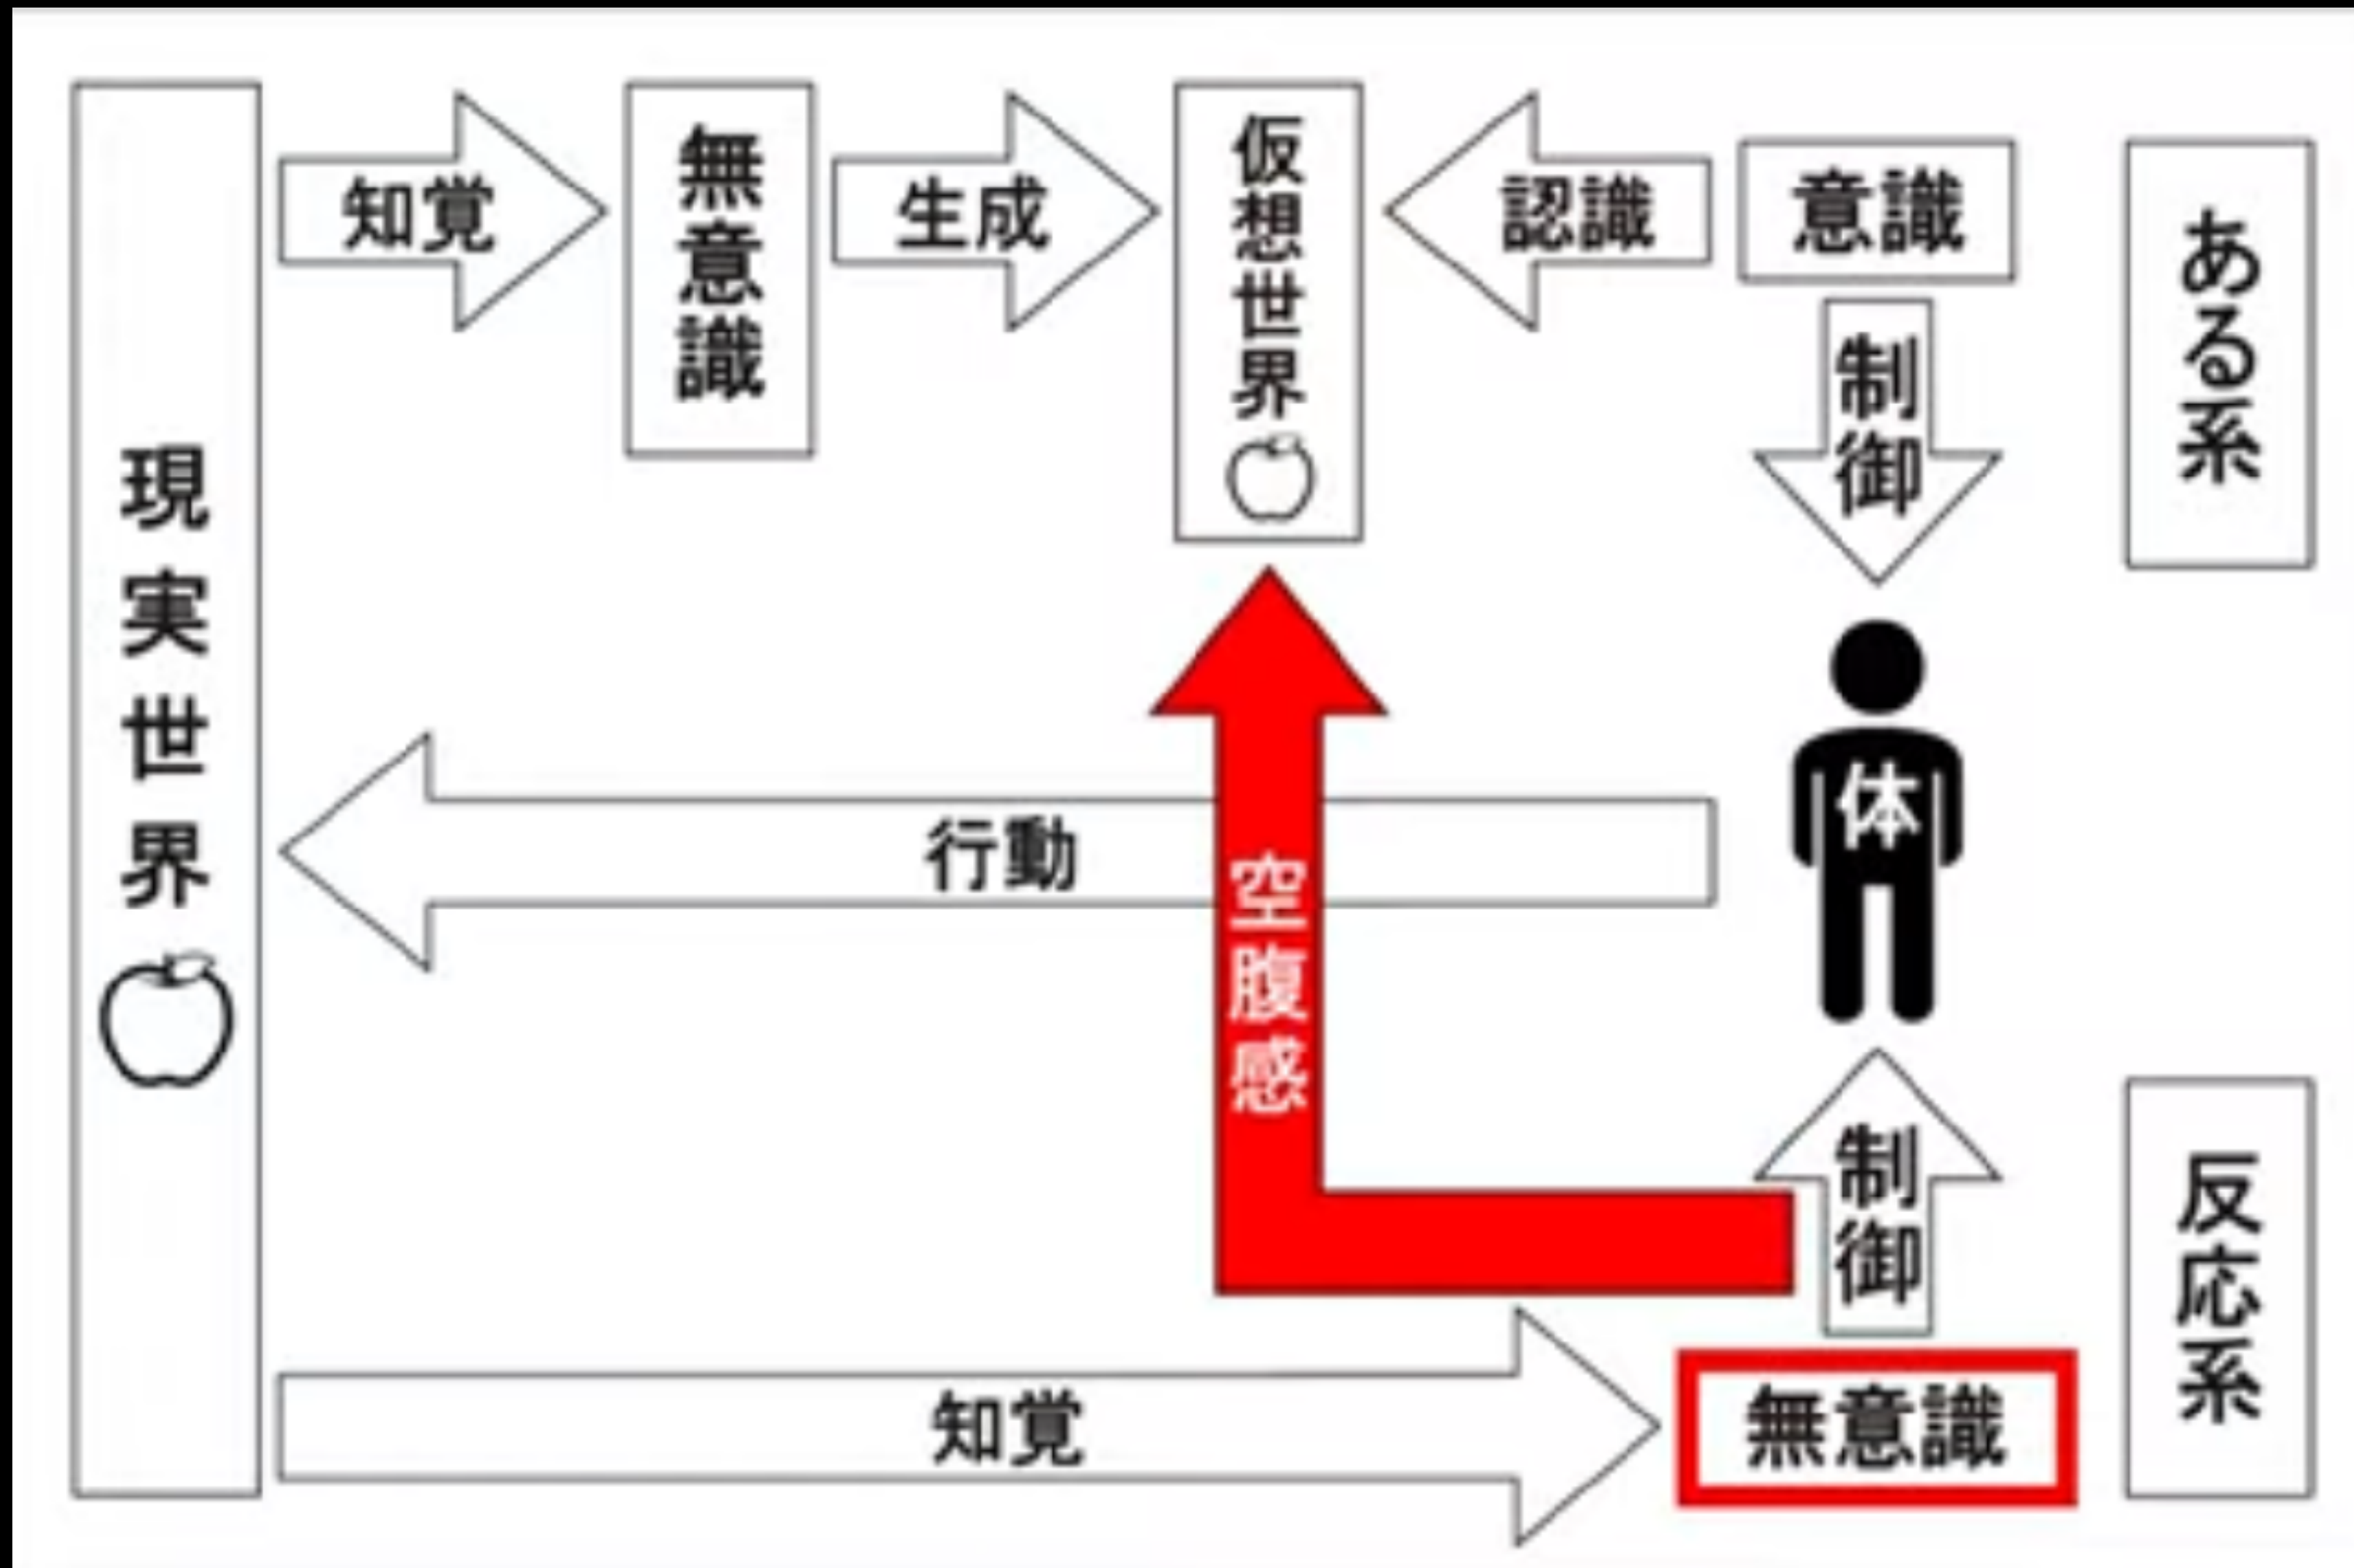 現実世界
知覚
無意識
生成
仮想世界
認識
意識
制御
ある系
体
行動
空腹感
制御
反応系
知覚
無意識